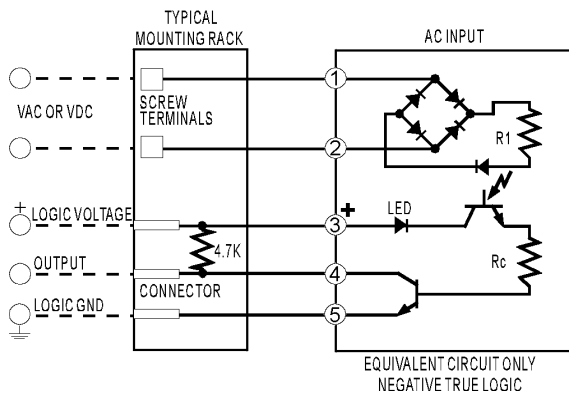 TYPICAL
MOUNTING RACK
AC INPUT
1
VAC OR VDC
SCREW
TERMINALS
R1
2
+
LOGIC VOLTAGE
3
+
LED
4.7K
OUTPUT
4
Rc
CONNECTOR
LOGIC GND
5
EQUIVALENT CIRCUIT ONLY
NEGATIVE TRUE LOGIC